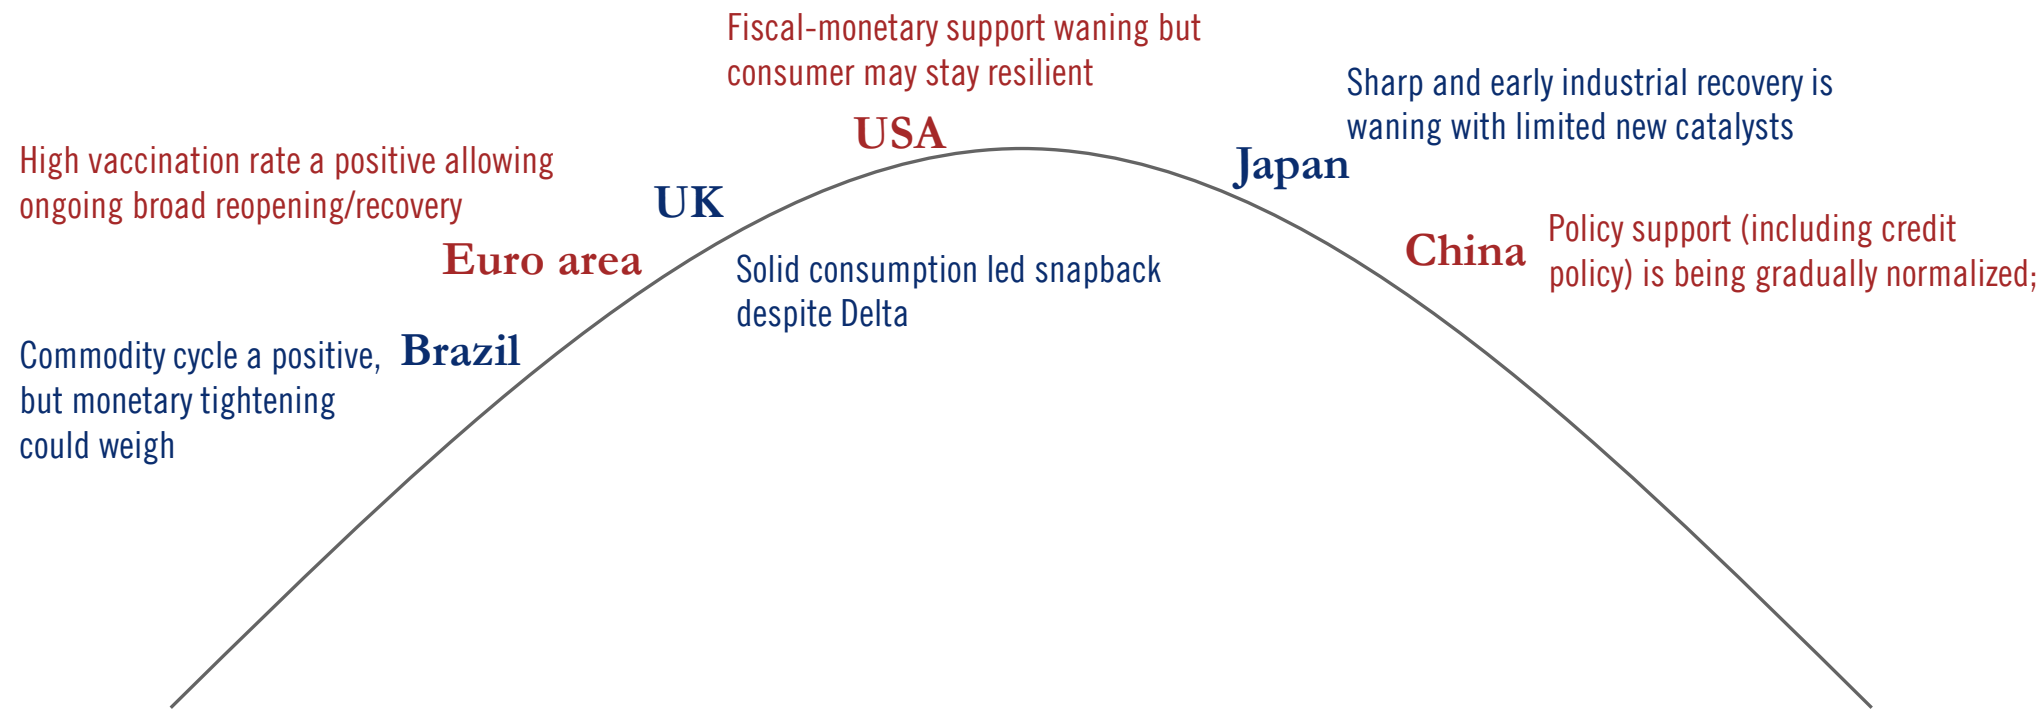 Fiscal-monetary support waning but
consumer may stay resilient
USA
Sharp and early industrial recovery is
waning with limited new catalysts
Japan
High vaccination rate a positive allowing
ongoing broad reopening/recovery
Euro area
UK
Solid consumption led snapback
despite Delta
China
Policy support (including credit
policy) is being gradually normalized;
Commodity cycle a positive,
but monetary tightening
could weigh
Brazil